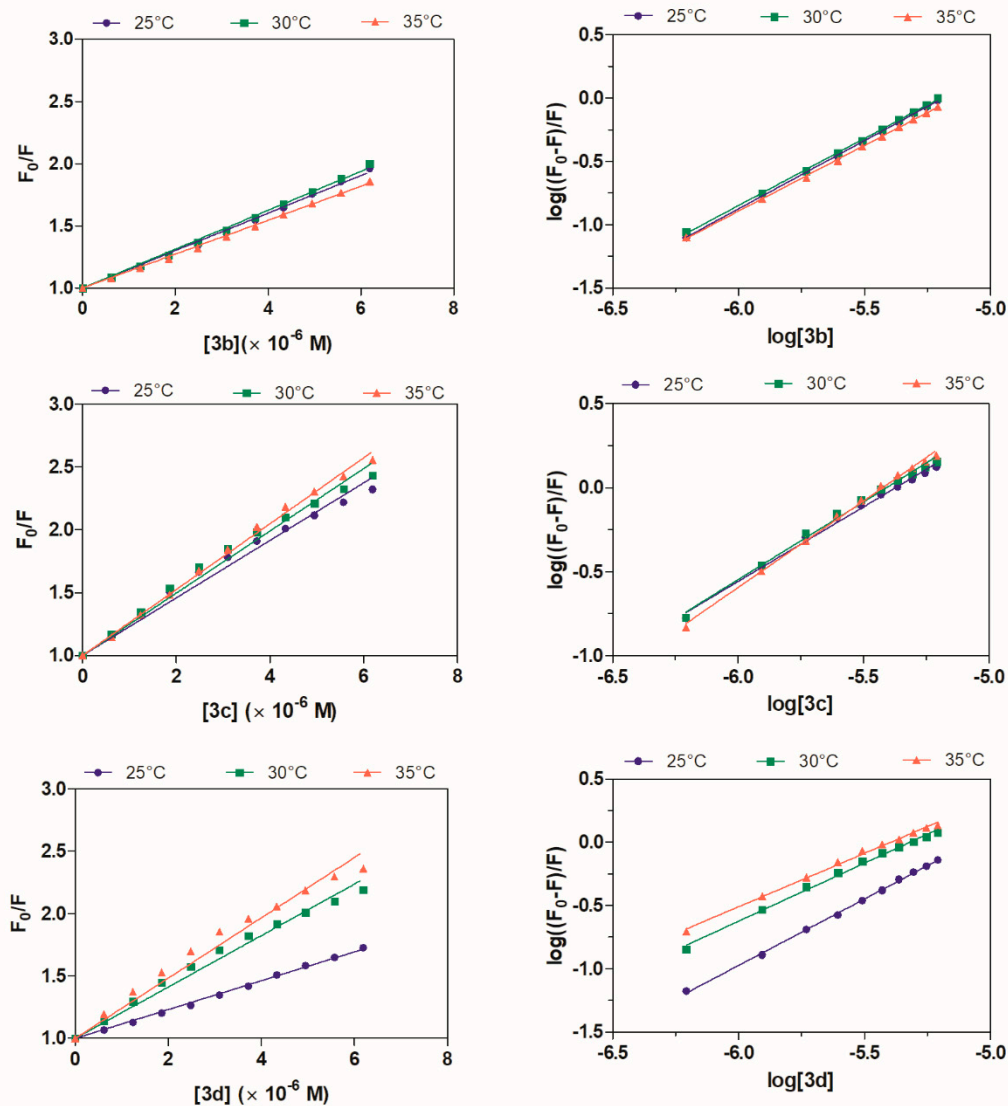 25°C 30°C 35°C
3.0
2.5
2.0
1.5
1.0
F₀/F
0 2 4 6 8
[3b](× 10⁻⁶ M)
25°C 30°C 35°C
0.5
0.0
-0.5
-1.0
-1.5
log((F₀-F)/F)
-6.5 -6.0 -5.5 -5.0
log[3b]
25°C 30°C 35°C
3.0
2.5
2.0
1.5
1.0
F₀/F
0 2 4 6 8
[3c] (× 10⁻⁶ M)
25°C 30°C 35°C
0.5
0.0
-0.5
-1.0
log((F₀-F)/F)
-6.5 -6.0 -5.5 -5.0
log[3c]
25°C 30°C 35°C
3.0
2.5
2.0
1.5
1.0
F₀/F
0 2 4 6 8
[3d] (× 10⁻⁶ M)
25°C 30°C 35°C
0.5
0.0
-0.5
-1.0
-1.5
log((F₀-F)/F)
-6.5 -6.0 -5.5 -5.0
log[3d]